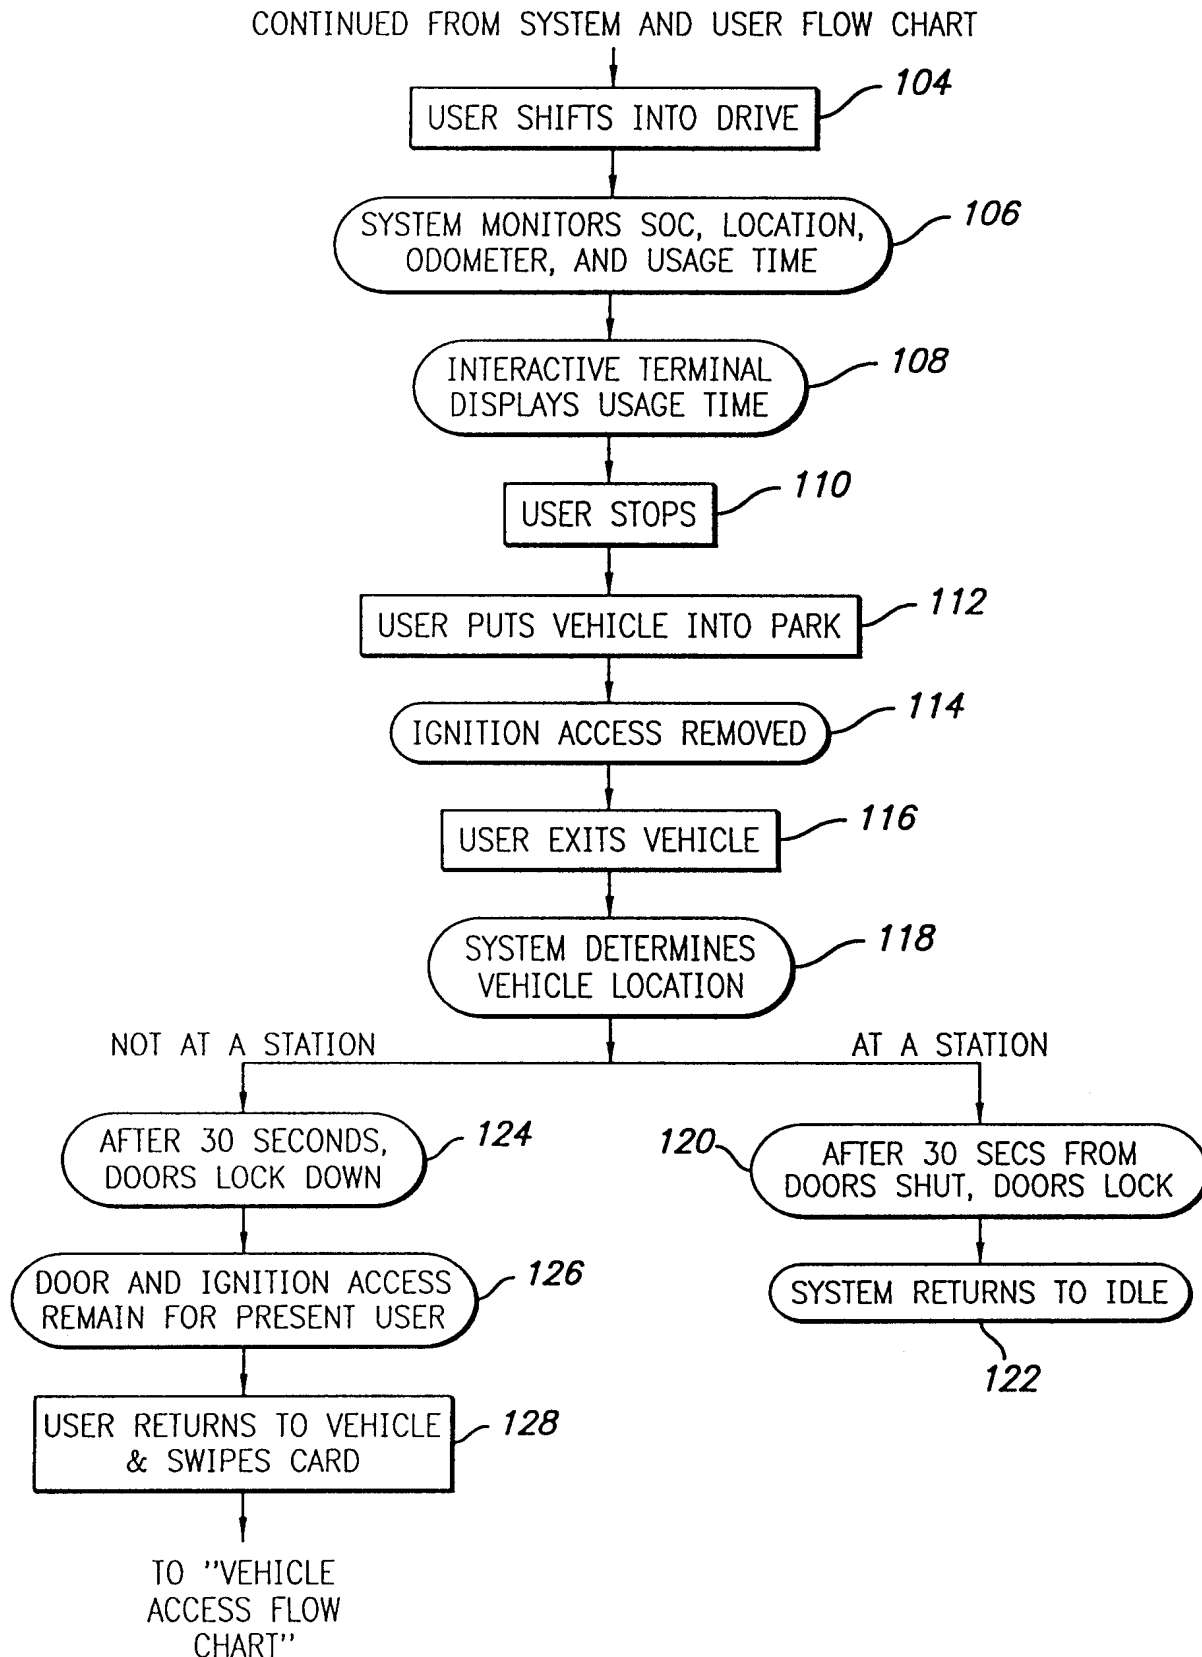 CONTINUED FROM SYSTEM AND USER FLOW CHART
104
USER SHIFTS INTO DRIVE
106
SYSTEM MONITORS SOC, LOCATION,
ODOMETER, AND USAGE TIME
108
INTERACTIVE TERMINAL
DISPLAYS USAGE TIME
110
USER STOPS
112
USER PUTS VEHICLE INTO PARK
114
IGNITION ACCESS REMOVED
116
USER EXITS VEHICLE
118
SYSTEM DETERMINES
VEHICLE LOCATION
NOT AT A STATION
AT A STATION
124
AFTER 30 SECONDS,
DOORS LOCK DOWN
120
AFTER 30 SECS FROM
DOORS SHUT, DOORS LOCK
126
DOOR AND IGNITION ACCESS
REMAIN FOR PRESENT USER
SYSTEM RETURNS TO IDLE
122
128
USER RETURNS TO VEHICLE
& SWIPES CARD
TO "VEHICLE
ACCESS FLOW
CHART"